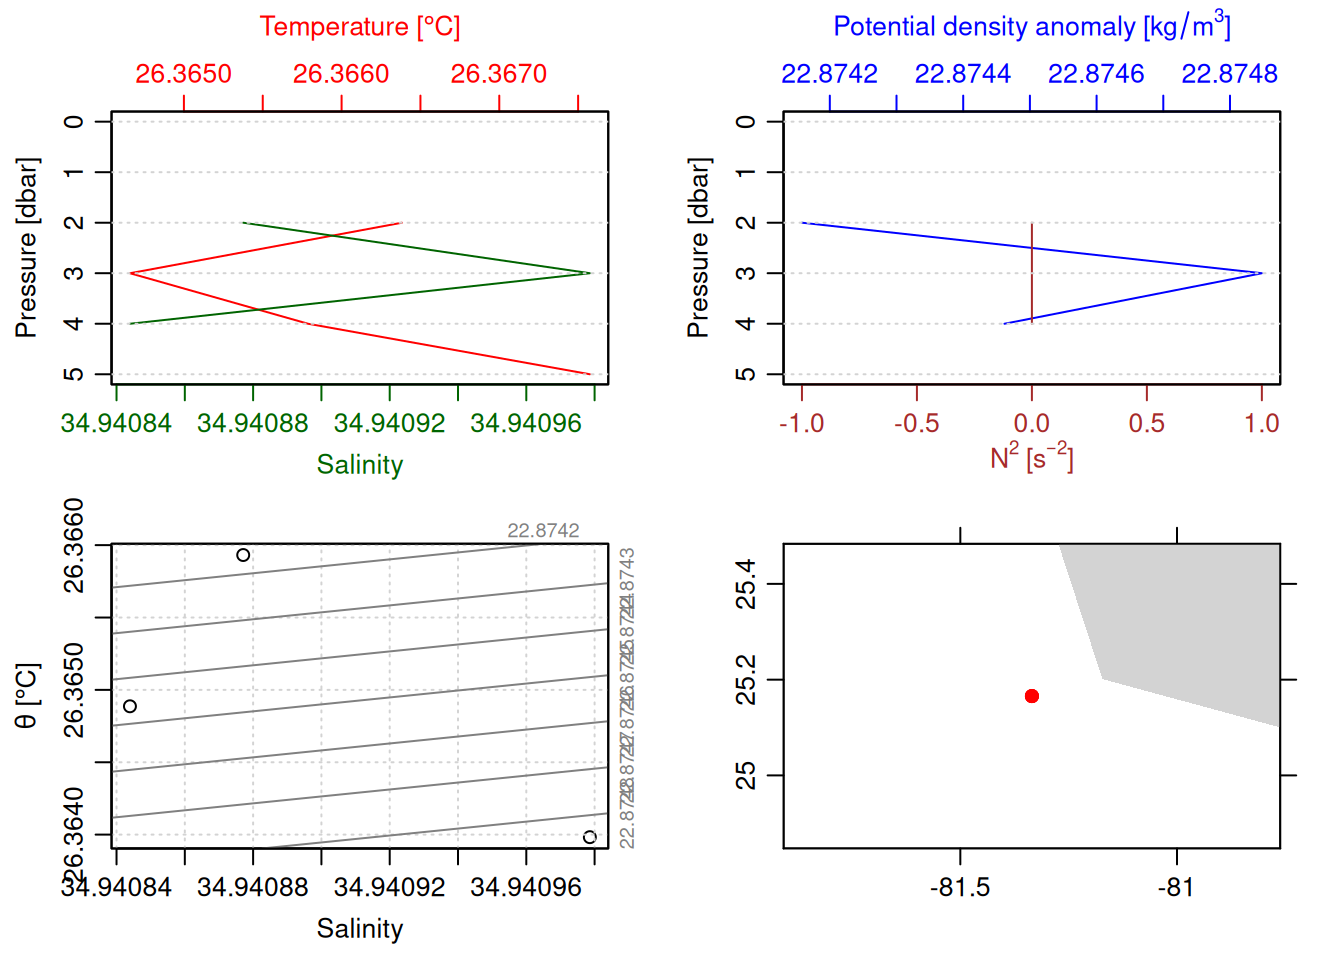 Temperature [°C]
26.3650 26.3660 26.3670
Pressure [dbar]
0 1 2 3 4 5
34.94084 34.94088 34.94092 34.94096
Salinity
Potential density anomaly [kg/m³]
22.8742 22.8744 22.8746 22.8748
Pressure [dbar]
0 1 2 3 4 5
-1.0 -0.5 0.0 0.5 1.0
N² [s⁻²]
22.8742
22.8743
θ [°C]
26.3640 26.3650 26.3660
34.94084 34.94088 34.94092 34.94096
Salinity
25.4
25.2
25
-81.5 -81